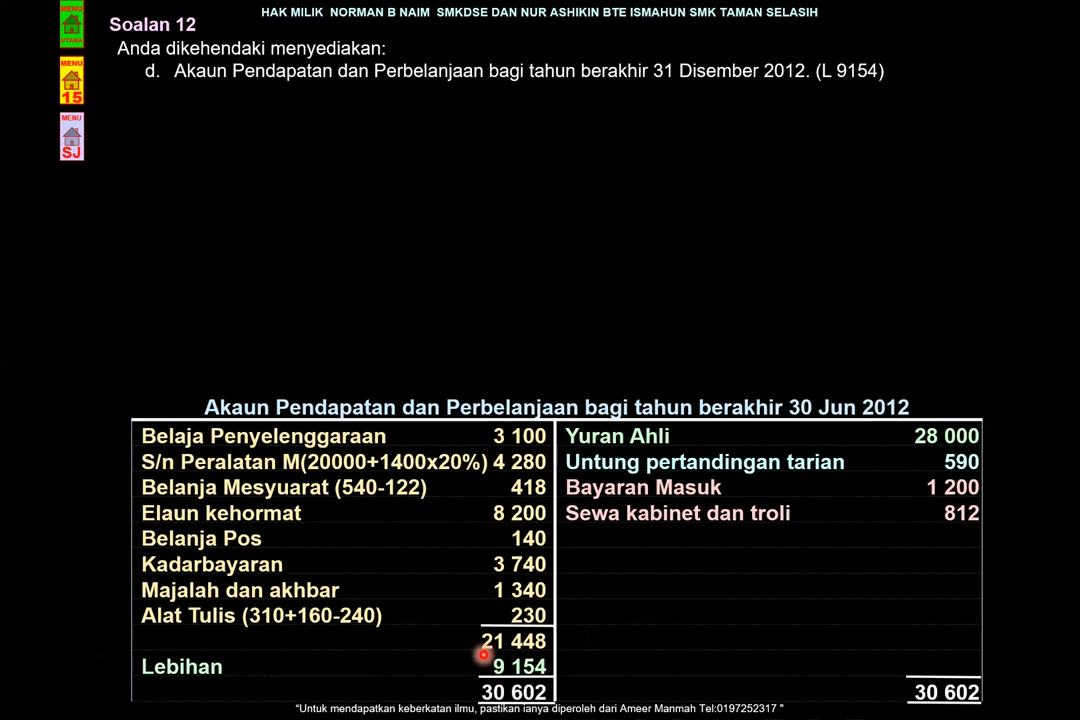 HAK MILIK NORMAN B NAIM SMKDSE DAN NUR ASHIKIN BTE ISMAHUN SMK TAMAN SELASIH
MENU
UTAMA
MENU
15
MENU
SJ
Soalan 12
Anda dikehendaki menyediakan:
d. Akaun Pendapatan dan Perbelanjaan bagi tahun berakhir 31 Disember 2012. (L 9154)
Akaun Pendapatan dan Perbelanjaan bagi tahun berakhir 30 Jun 2012
Belaja Penyelenggaraan 3 100 Yuran Ahli 28 000
S/n Peralatan M(20000+1400x20%) 4 280 Untung pertandingan tarian 590
Belanja Mesyuarat (540-122) 418 Bayaran Masuk 1 200
Elaun kehormat 8 200 Sewa kabinet dan troli 812
Belanja Pos 140
Kadarbayaran 3 740
Majalah dan akhbar 1 340
Alat Tulis (310+160-240) 230
21 448
Lebihan 9 154
30 602 30 602
"Untuk mendapatkan keberkatan ilmu, pastikan ianya diperoleh dari Ameer Manmah Tel:0197252317 "